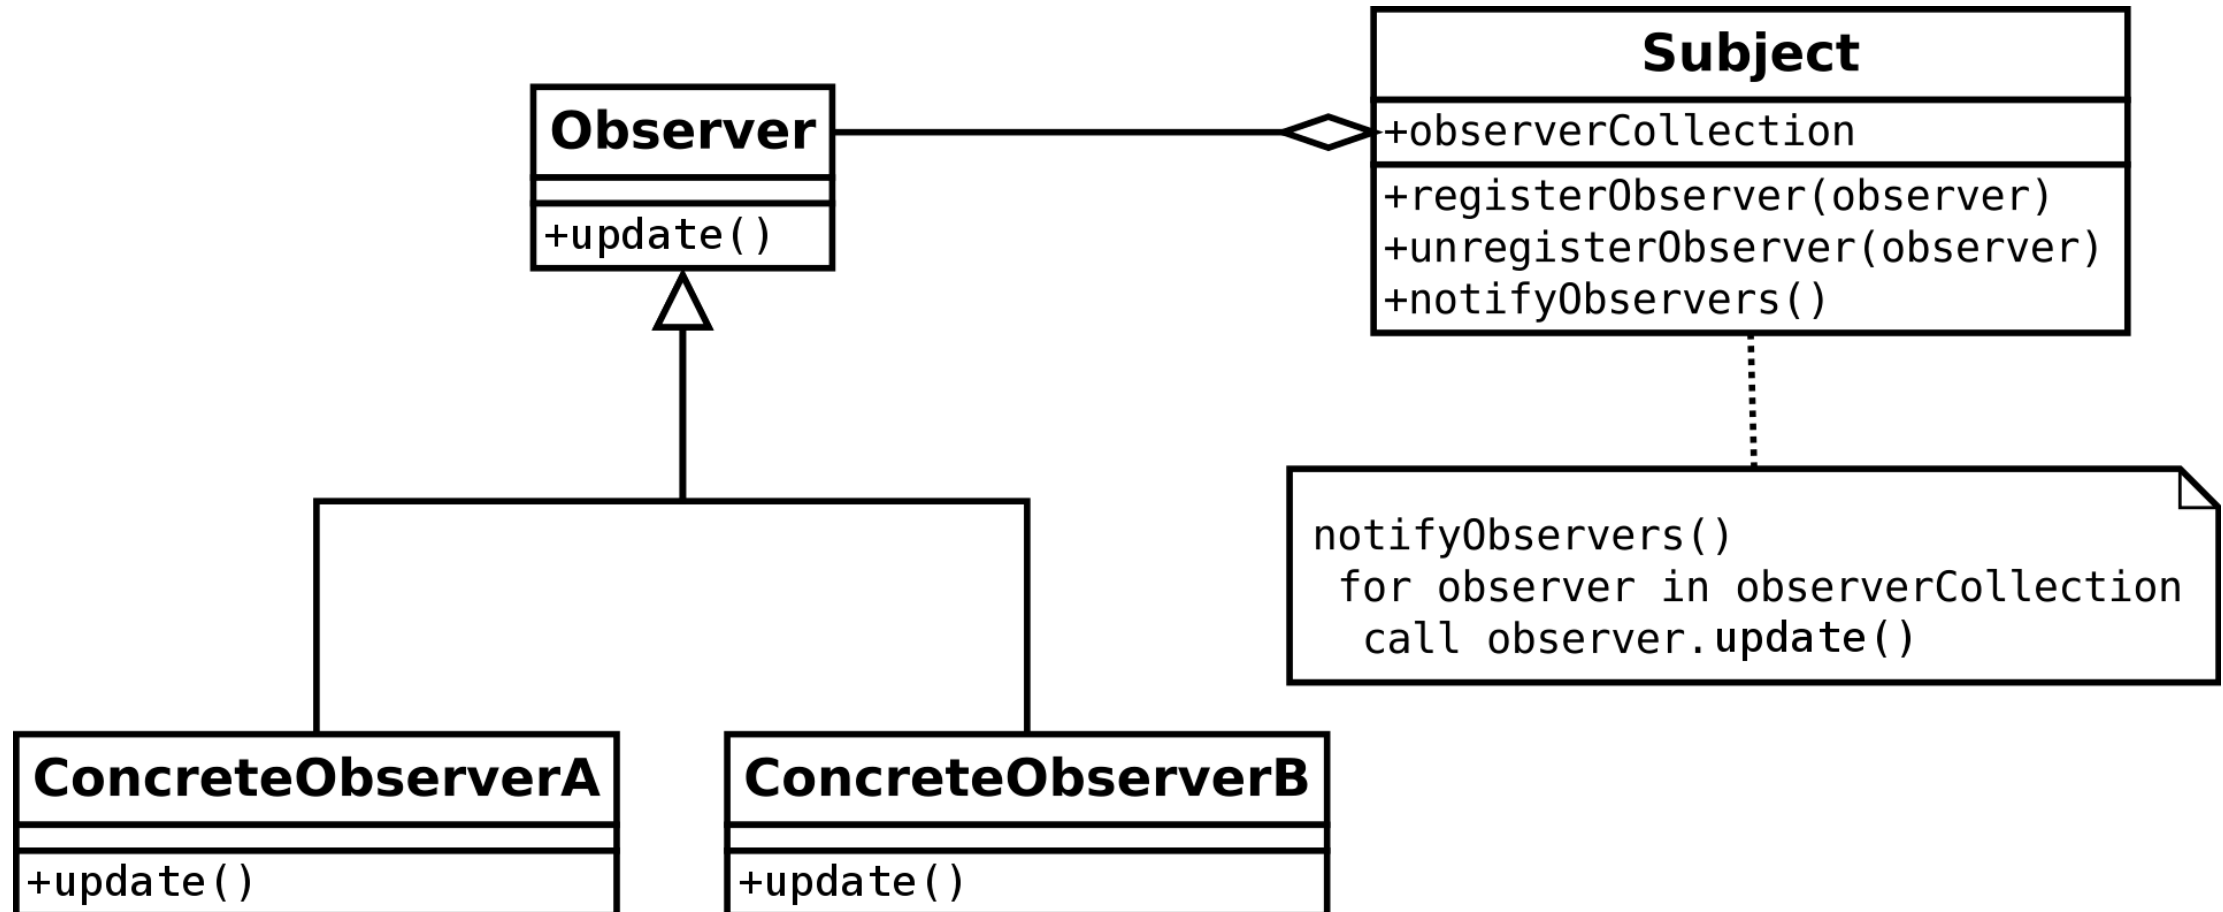 Observer
+update()
Subject
+observerCollection
+registerObserver(observer)
+unregisterObserver(observer)
+notifyObservers()
notifyObservers()
for observer in observerCollection
call observer.update()
ConcreteObserverA
+update()
ConcreteObserverB
+update()